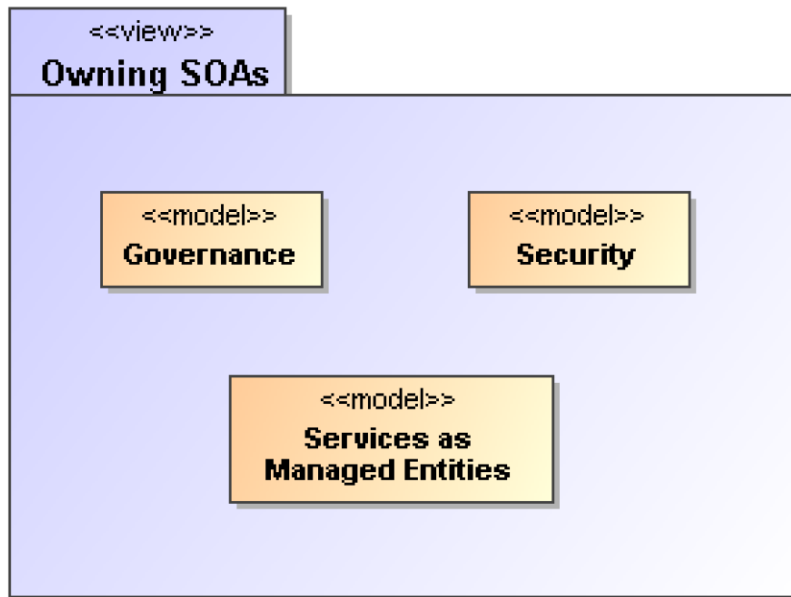 <<view>>
Owning SOAs
<<model>>
Governance
<<model>>
Security
<<model>>
Services as
Managed Entities